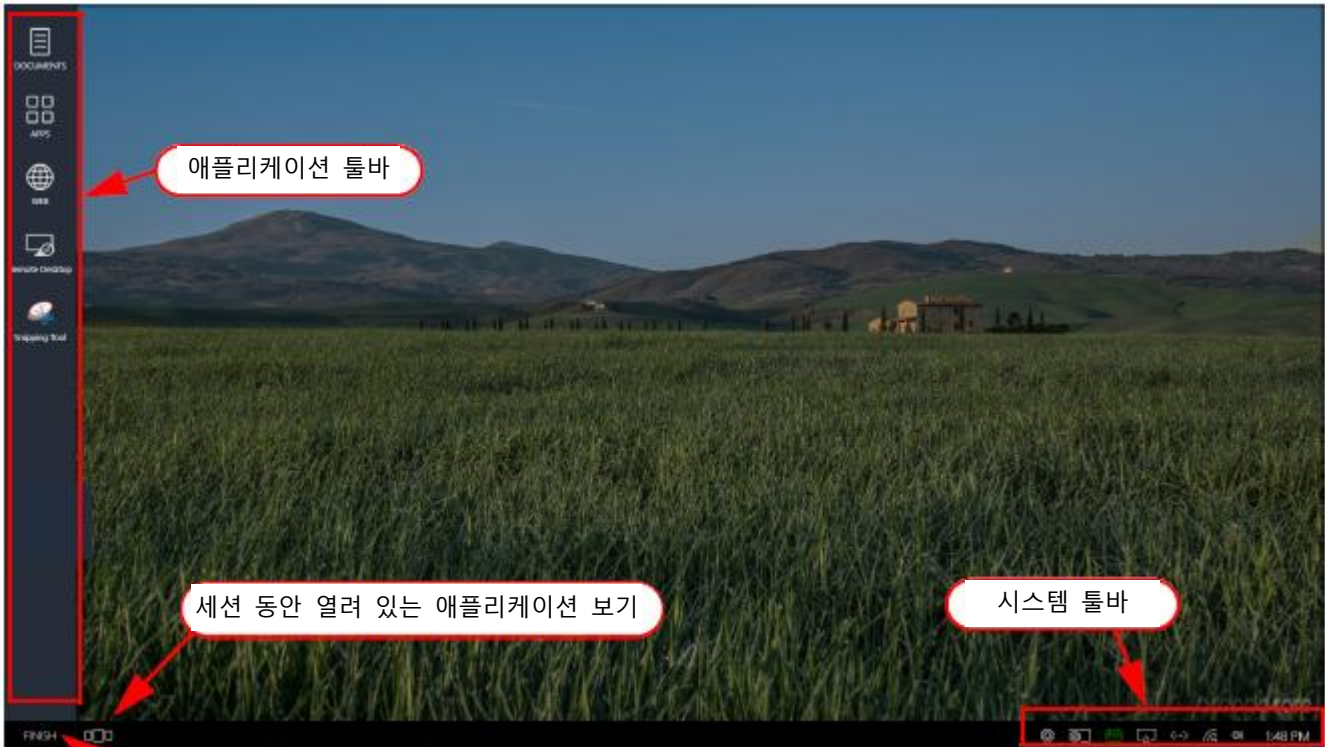 DOCUMENTS
APPS
애플리케이션 툴바
WEB
Remote Desktop
Snipping Tool
세션 동안 열려 있는 애플리케이션 보기
시스템 툴바
FINISH
1:48 PM